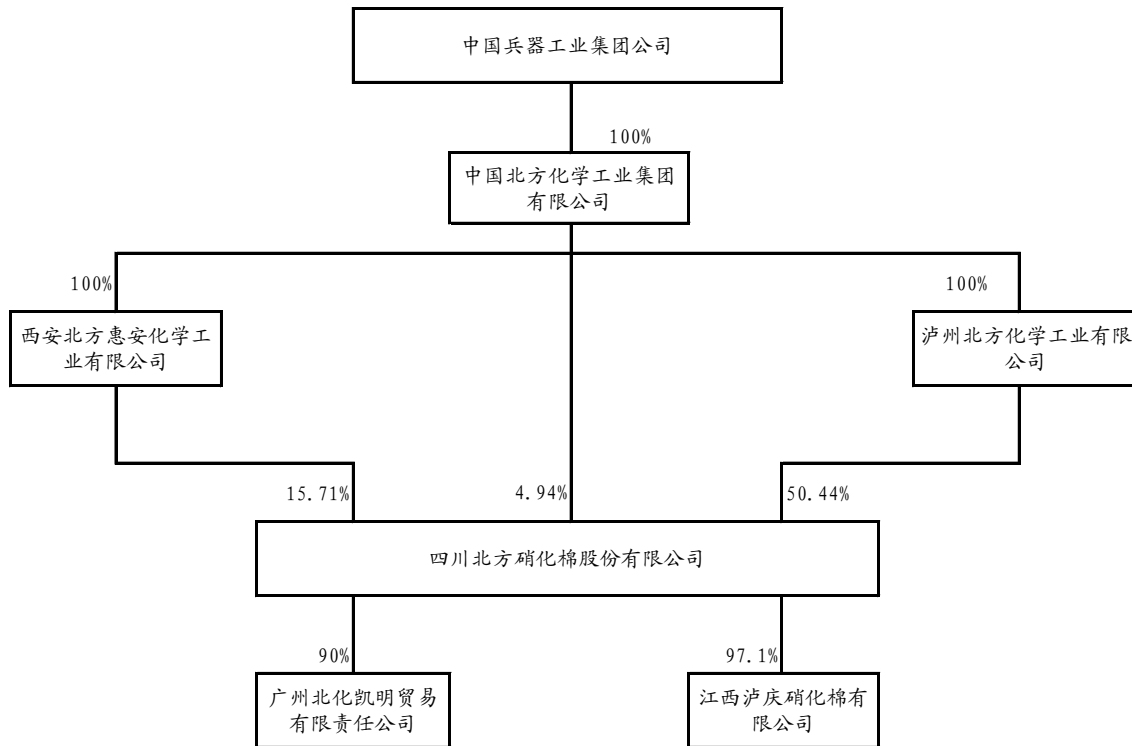 中国兵器工业集团公司
100%
中国北方化学工业集团
有限公司
100%
100%
西安北方惠安化学工
业有限公司
泸州北方化学工业有限
公司
15.71%
4.94%
50.44%
四川北方硝化棉股份有限公司
90%
97.1%
广州北化凯明贸易
有限责任公司
江西泸庆硝化棉有
限公司